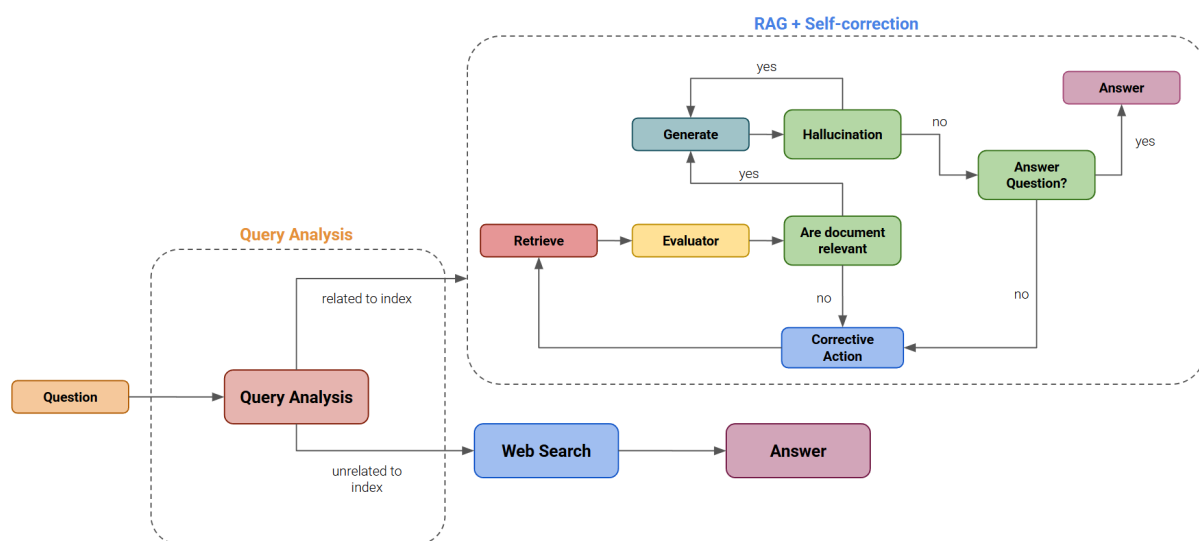 RAG + Self-correction
yes
Answer
Generate
Hallucination
no
yes
Answer
Question?
yes
Query Analysis
Retrieve
Evaluator
Are document
relevant
related to index
no
no
Corrective
Action
Question
Query Analysis
Web Search
Answer
unrelated to
index